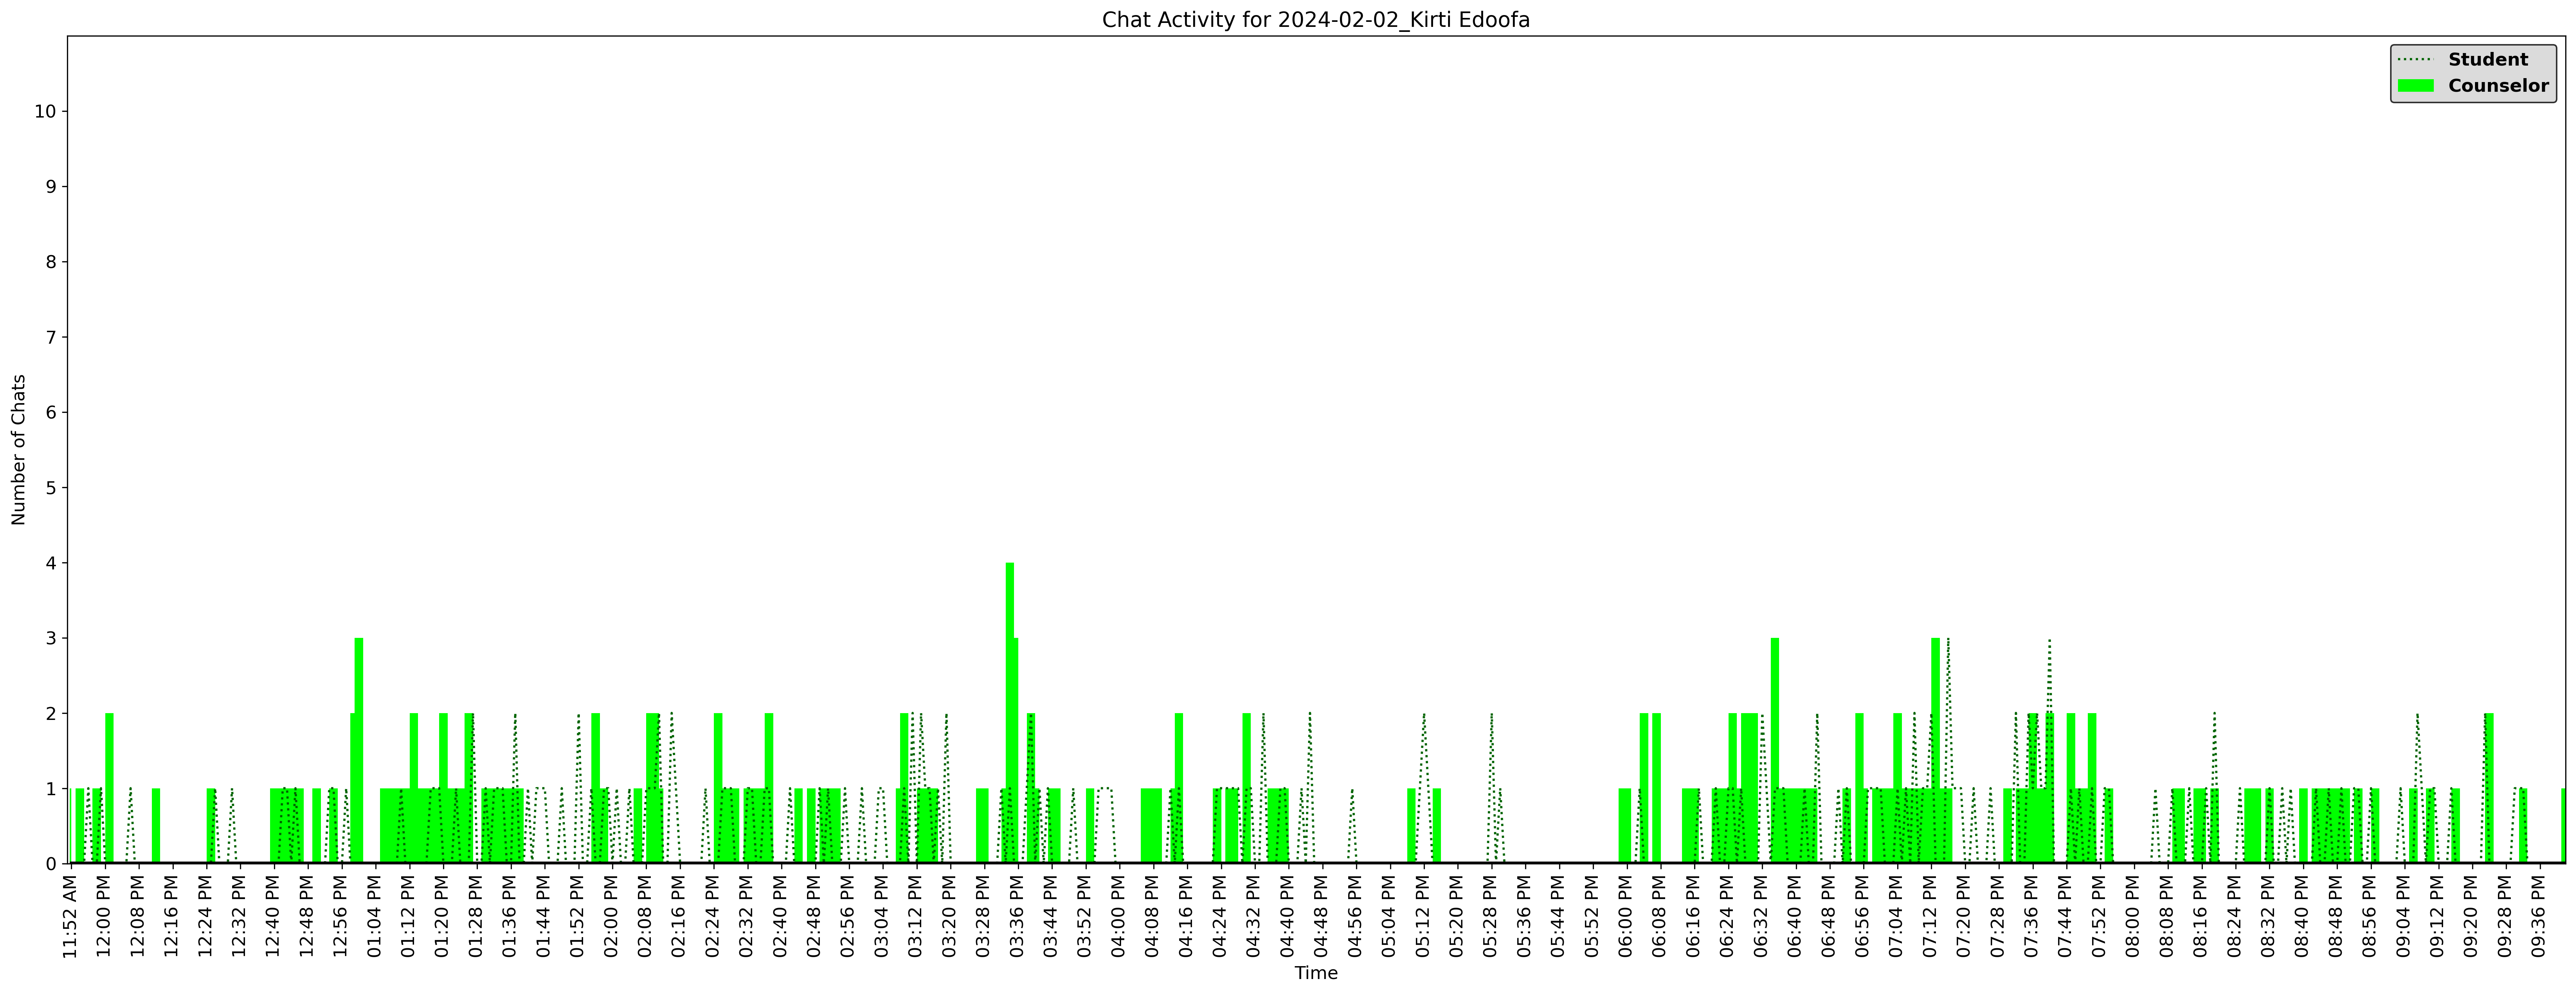 Chat Activity for 2024-02-02_Kirti Edoofa
Student
Counselor
Number of Chats
10
9
8
7
6
5
4
3
2
1
0
11:52 AM
12:00 PM
12:08 PM
12:16 PM
12:24 PM
12:32 PM
12:40 PM
12:48 PM
12:56 PM
01:04 PM
01:12 PM
01:20 PM
01:28 PM
01:36 PM
01:44 PM
01:52 PM
02:00 PM
02:08 PM
02:16 PM
02:24 PM
02:32 PM
02:40 PM
02:48 PM
02:56 PM
03:04 PM
03:12 PM
03:20 PM
03:28 PM
03:36 PM
03:44 PM
03:52 PM
04:00 PM
04:08 PM
04:16 PM
04:24 PM
04:32 PM
04:40 PM
04:48 PM
04:56 PM
05:04 PM
05:12 PM
05:20 PM
05:28 PM
05:36 PM
05:44 PM
05:52 PM
06:00 PM
06:08 PM
06:16 PM
06:24 PM
06:32 PM
06:40 PM
06:48 PM
06:56 PM
07:04 PM
07:12 PM
07:20 PM
07:28 PM
07:36 PM
07:44 PM
07:52 PM
08:00 PM
08:08 PM
08:16 PM
08:24 PM
08:32 PM
08:40 PM
08:48 PM
08:56 PM
09:04 PM
09:12 PM
09:20 PM
09:28 PM
09:36 PM
Time